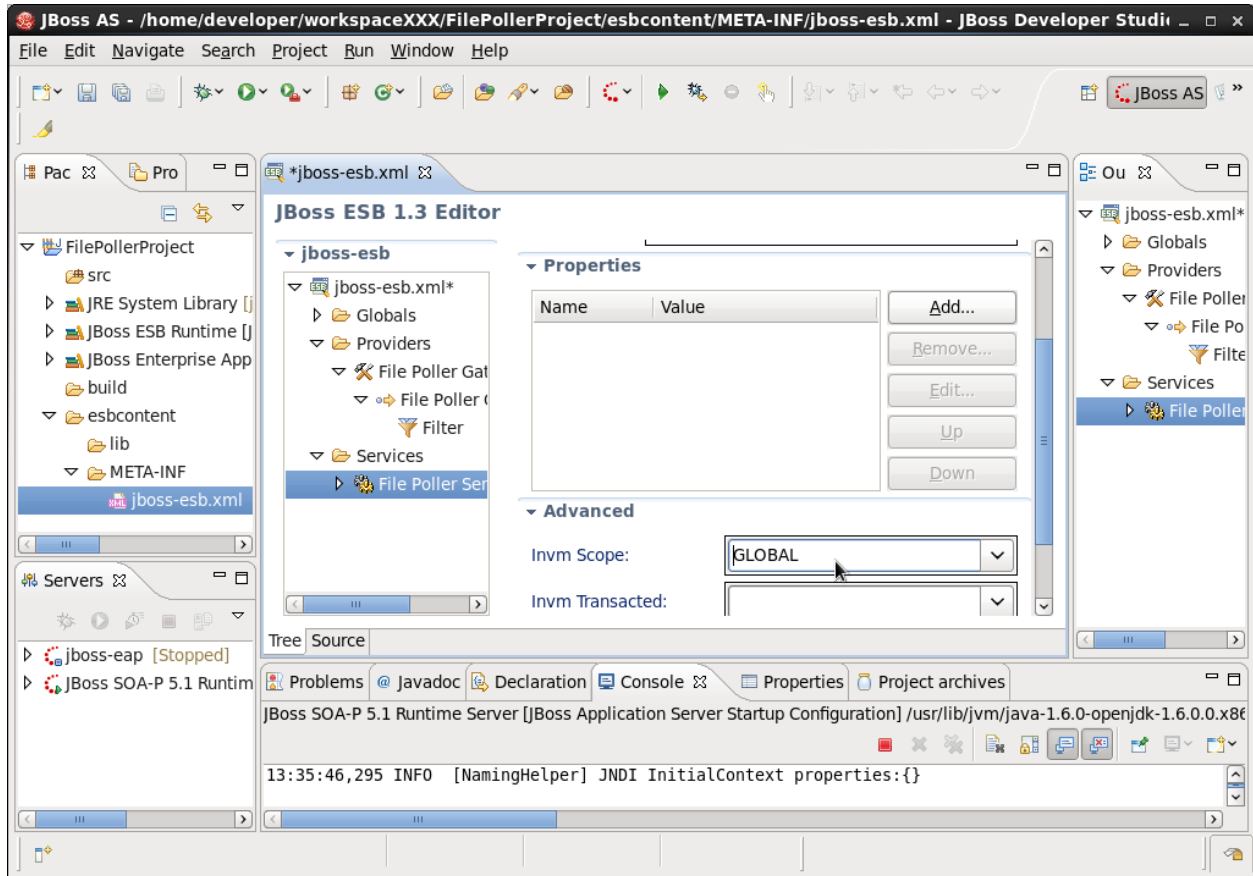 JBoss AS - /home/developer/workspaceXXX/FilePollerProject/esbcontent/META-INF/jboss-esb.xml - JBoss Developer Studi
File Edit Navigate Search Project Run Window Help
JBoss AS
»
Pac
Pro
FilePollerProject
src
JRE System Library [j
JBoss ESB Runtime [J
JBoss Enterprise App
build
esbcontent
lib
META-INF
jboss-esb.xml
Servers
jboss-eap [Stopped]
JBoss SOA-P 5.1 Runtim
*jboss-esb.xml
JBoss ESB 1.3 Editor
jboss-esb
jboss-esb.xml*
Globals
Providers
File Poller Gat
File Poller
Filter
Services
File Poller Ser
Properties
Name Value
Add...
Remove...
Edit...
Up
Down
Advanced
Invm Scope: GLOBAL
Invm Transacted:
Tree Source
Ou
jboss-esb.xml*
Globals
Providers
File Poller
File Po
Filte
Services
File Poller
Problems @ Javadoc Declaration Console Properties Project archives
JBoss SOA-P 5.1 Runtime Server [JBoss Application Server Startup Configuration] /usr/lib/jvm/java-1.6.0-openjdk-1.6.0.0.x86
13:35:46,295 INFO [NamingHelper] JNDI InitialContext properties:{}